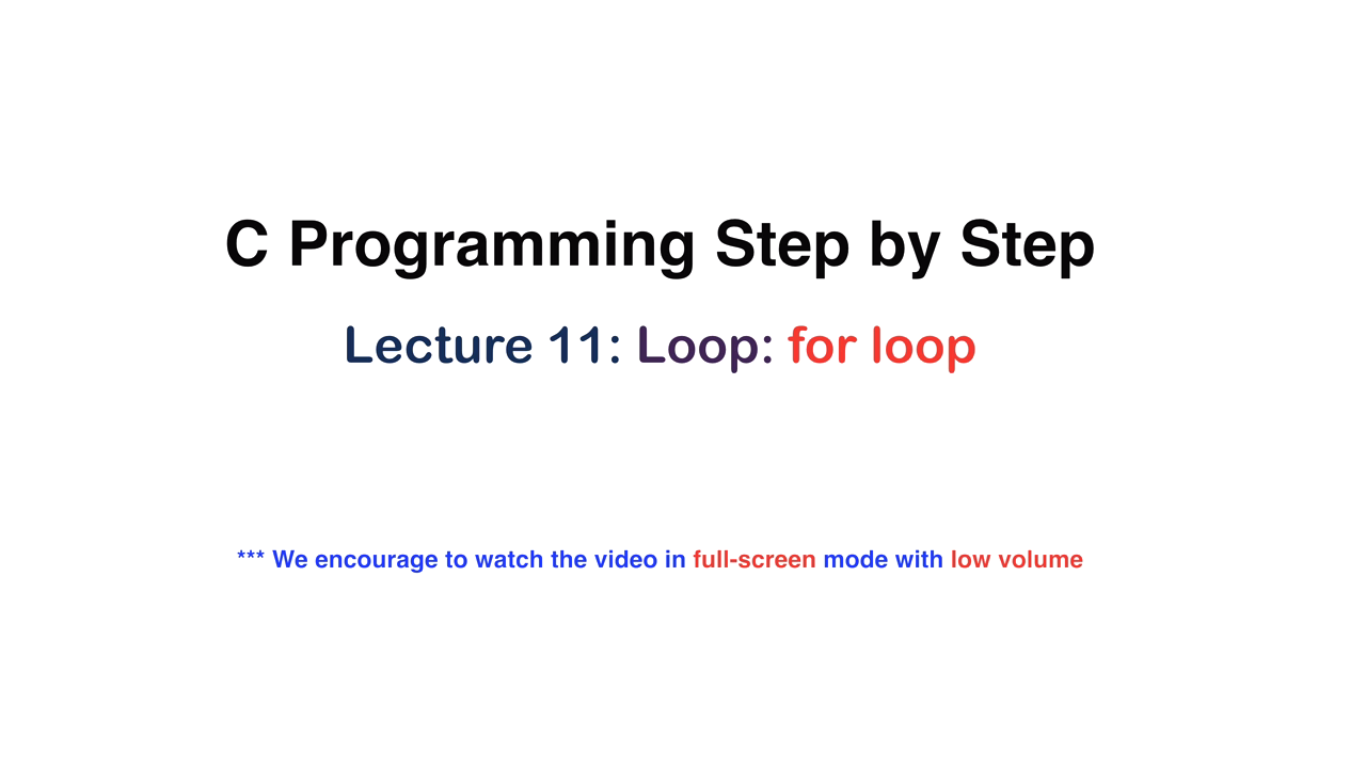 C Programming Step by Step
Lecture 11: Loop: for loop
*** We encourage to watch the video in full-screen mode with low volume